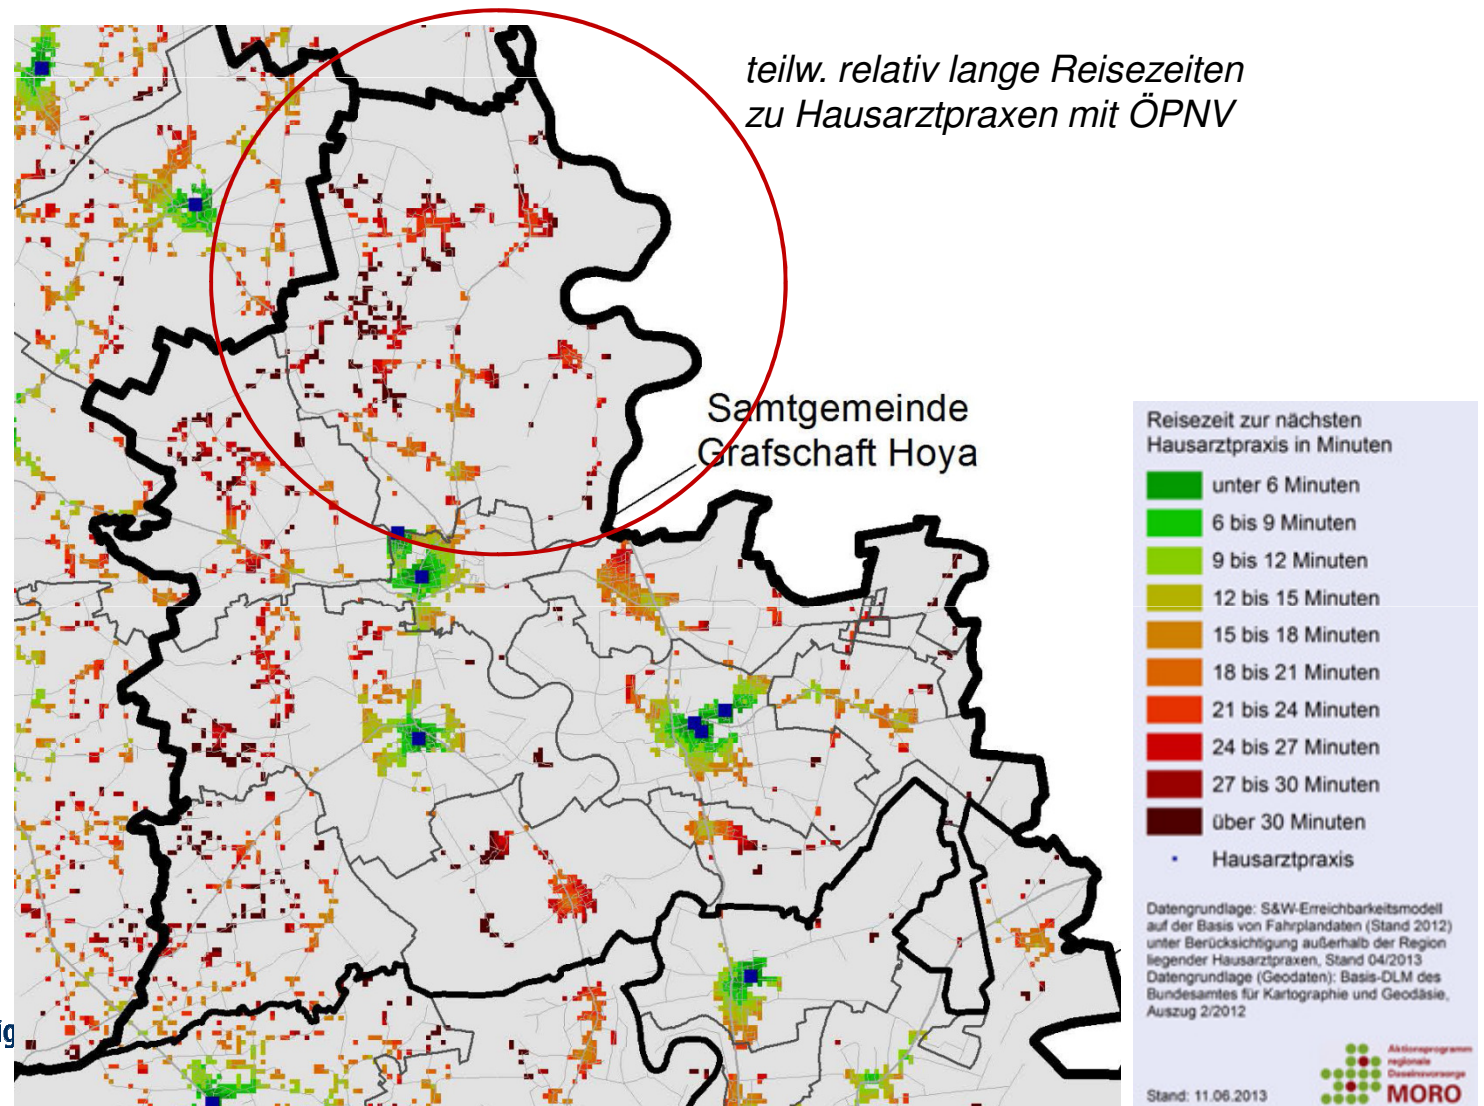 teilw. relativ lange Reisezeiten
zu Hausarztpraxen mit ÖPNV
Samtgemeinde
Grafschaft Hoya
Reisezeit zur nächsten
Hausarztpraxis in Minuten
unter 6 Minuten
6 bis 9 Minuten
9 bis 12 Minuten
12 bis 15 Minuten
15 bis 18 Minuten
18 bis 21 Minuten
21 bis 24 Minuten
24 bis 27 Minuten
27 bis 30 Minuten
über 30 Minuten
Hausarztpraxis
Datengrundlage: S&W-Erreichbarkeitsmodell
auf der Basis von Fahrplandaten (Stand 2012)
unter Berücksichtigung außerhalb der Region
liegender Hausarztpraxen, Stand 04/2013
Datengrundlage (Geodaten): Basis-DLM des
Bundesamtes für Kartographie und Geodäsie,
Auszug 2/2012
Aktionsprogramm
regionale
Daseinsvorsorge
MORO
Stand: 11.06.2013